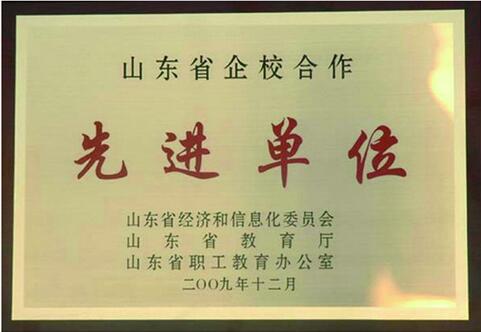 山东省企校合作
先进单位
山东省经济和信息化委员会
山东省教育厅
山东省职工教育办公室
二〇〇九年十二月